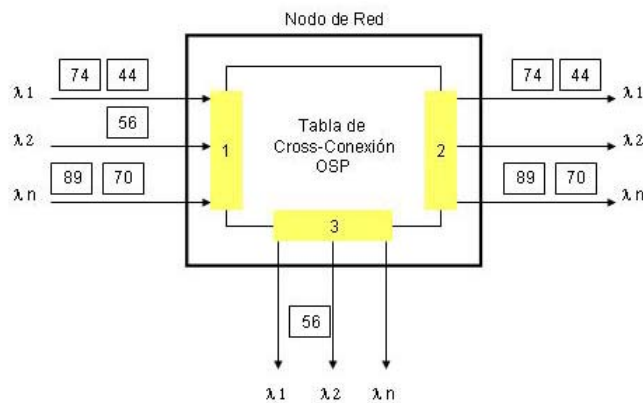 Nodo de Red
74 44
74 44
λ1
λ1
56
Tabla de
λ2
1
Cross-Conexión
2
λ2
OSP
89 70
89 70
λn
λn
3
56
λ1 λ2 λn